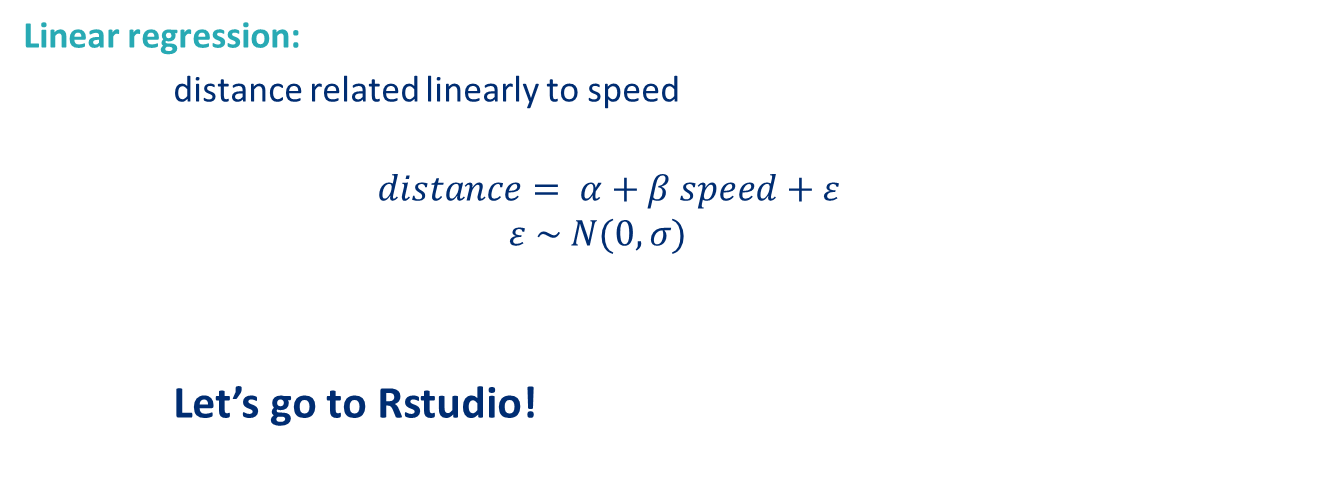 Linear regression:
distance related linearly to speed
𝑑𝑖𝑠𝑡𝑎𝑛𝑐𝑒 = 𝛼 + 𝛽 𝑠𝑝𝑒𝑒𝑑 + 𝜀
𝜀 ~ 𝑁(0, 𝜎)
Let’s go to Rstudio!